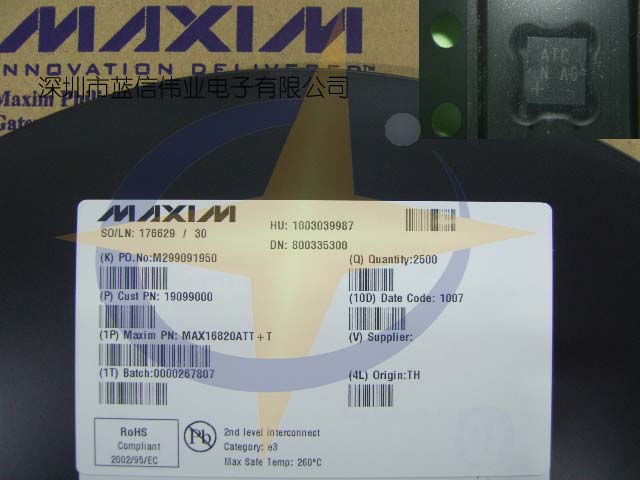 MAXIM
INNOVATION DELIVERED
深圳市蓝信伟业电子有限公司
Maxim
ATC
N A6
+
MAXIM
SO/LN: 176629 / 30
HU: 1003039987
DN: 800335300
(K) PO.No:M299091950
(Q) Quantity:2500
(P) Cust PN: 19099000
(10D) Date Code: 1007
(1P) Maxim PN: MAX16820ATT+T
(V) Supplier:
(1T) Batch:0000267807
(4L) Origin:TH
RoHS
Compliant
2002/95/EC
Pb
2nd level interconnect
Category: e3
Max Safe Temp: 260°C